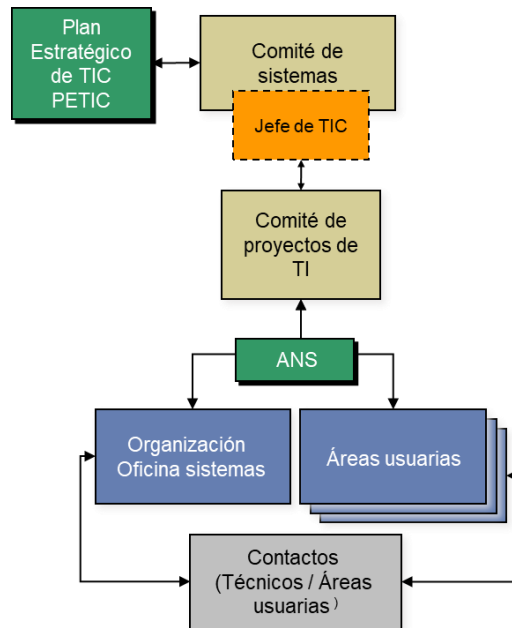 Plan
Estratégico
de TIC
PETIC
Comité de
sistemas
Jefe de TIC
Comité de
proyectos de
TI
ANS
Organización
Oficina sistemas
Áreas usuarias
Contactos
(Técnicos / Áreas
usuarias )